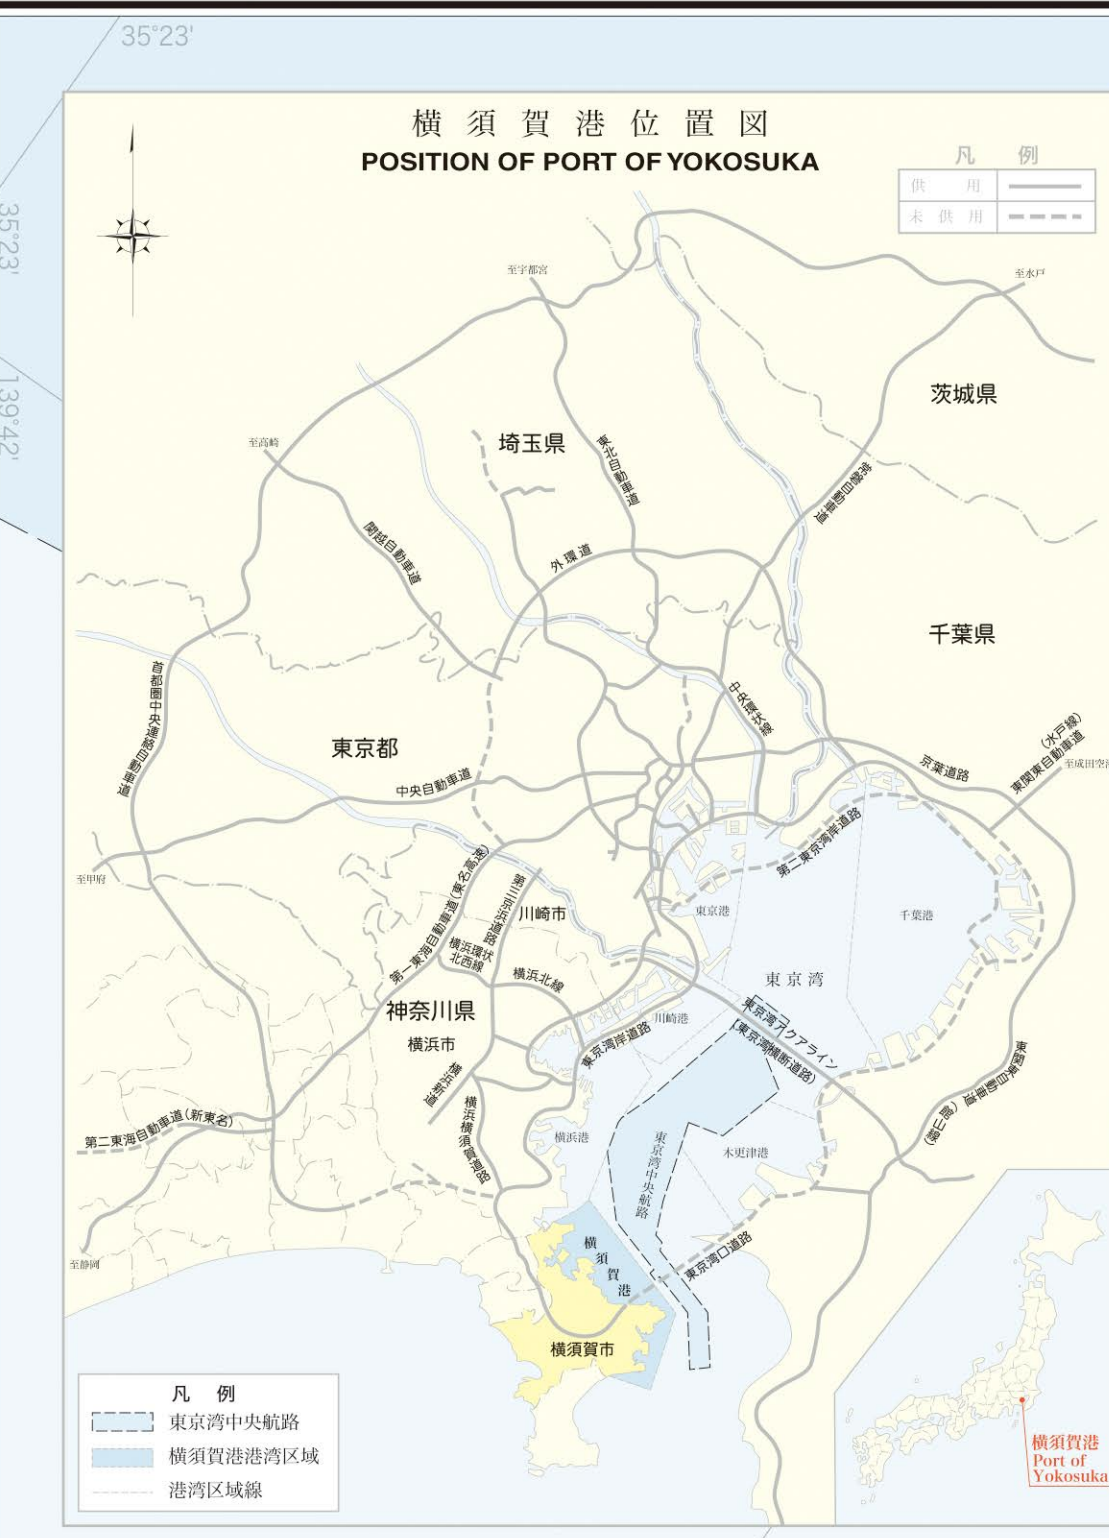 35°23'
35°23'
139°42'
横須賀港位置図
POSITION OF PORT OF YOKOSUKA
凡 例
供 用
未 供 用
至宇都宮
至水戸
茨城県
至高崎
埼玉県
東北自動車道
常磐自動車道
関越自動車道
外環道
千葉県
首都圏中央連絡自動車道
中央環状線
東京都
(水戸線)
東関東自動車道
京葉道路
至成田空港
中央自動車道
第二東京湾岸道路
至甲府
第一東海自動車道(東名高速)
第三京浜道路
川崎市
東京港
千葉港
横浜環状
北西線
横浜北線
東京湾
神奈川県
川崎港
東京湾アクアライン
(東京湾横断道路)
横浜市
東京湾岸道路
横浜新道
東関東自動車道
(館山線)
第二東海自動車道(新東名)
横浜横須賀道路
横浜港
東京湾中央航路
木更津港
至静岡
横須賀港
東京湾口道路
横須賀市
凡 例
東京湾中央航路
横須賀港港湾区域
港湾区域線
横須賀港
Port of
Yokosuka